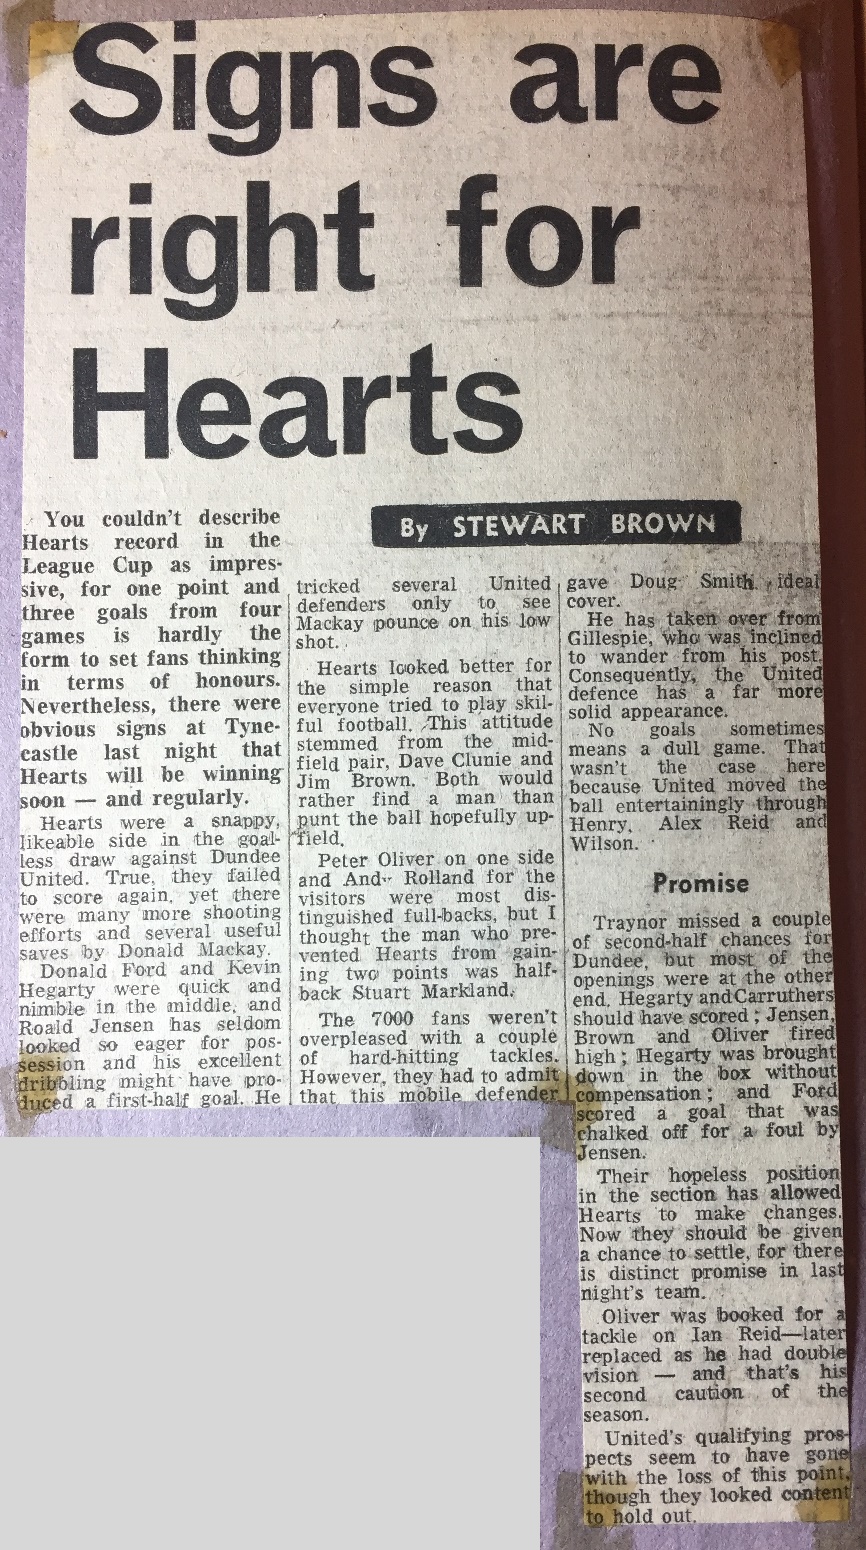 Signs are
right for
Hearts
By STEWART BROWN
You couldn't describe
Hearts record in the
League Cup as impres-
sive, for one point and
three goals from four
games is hardly the
form to set fans thinking
in terms of honours.
Nevertheless, there were
obvious signs at Tyne-
castle last night that
Hearts will be winning
soon — and regularly.
Hearts were a snappy,
likeable side in the goal-
less draw against Dundee
United. True, they failed
to score again, yet there
were many more shooting
efforts and several useful
saves by Donald Mackay.
Donald Ford and Kevin
Hegarty were quick and
nimble in the middle, and
Roald Jensen has seldom
looked so eager for pos-
session and his excellent
dribbling might have pro-
duced a first-half goal. He
tricked several United
defenders only to see
Mackay pounce on his low
shot.
Hearts looked better for
the simple reason that
everyone tried to play skil-
ful football. This attitude
stemmed from the mid-
field pair, Dave Clunie and
Jim Brown. Both would
rather find a man than
punt the ball hopefully up-
field.
Peter Oliver on one side
and Andy Rolland for the
visitors were most dis-
tinguished full-backs, but I
thought the man who pre-
vented Hearts from gain-
ing two points was half-
back Stuart Markland.
The 7000 fans weren't
overpleased with a couple
of hard-hitting tackles.
However, they had to admit
that this mobile defender
gave Doug Smith ideal
cover.
He has taken over from
Gillespie, who was inclined
to wander from his post.
Consequently, the United
defence has a far more
solid appearance.
No goals sometimes
means a dull game. That
wasn't the case here
because United moved the
ball entertainingly through
Henry, Alex Reid and
Wilson.
Promise
Traynor missed a couple
of second-half chances for
Dundee, but most of the
openings were at the other
end. Hegarty and Carruthers
should have scored; Jensen,
Brown and Oliver fired
high; Hegarty was brought
down in the box without
compensation; and Ford
scored a goal that was
chalked off for a foul by
Jensen.
Their hopeless position
in the section has allowed
Hearts to make changes.
Now they should be given
a chance to settle, for there
is distinct promise in last
night's team.
Oliver was booked for a
tackle on Ian Reid—later
replaced as he had double
vision — and that's his
second caution of the
season.
United's qualifying pros-
pects seem to have gone
with the loss of this point,
though they looked content
to hold out.